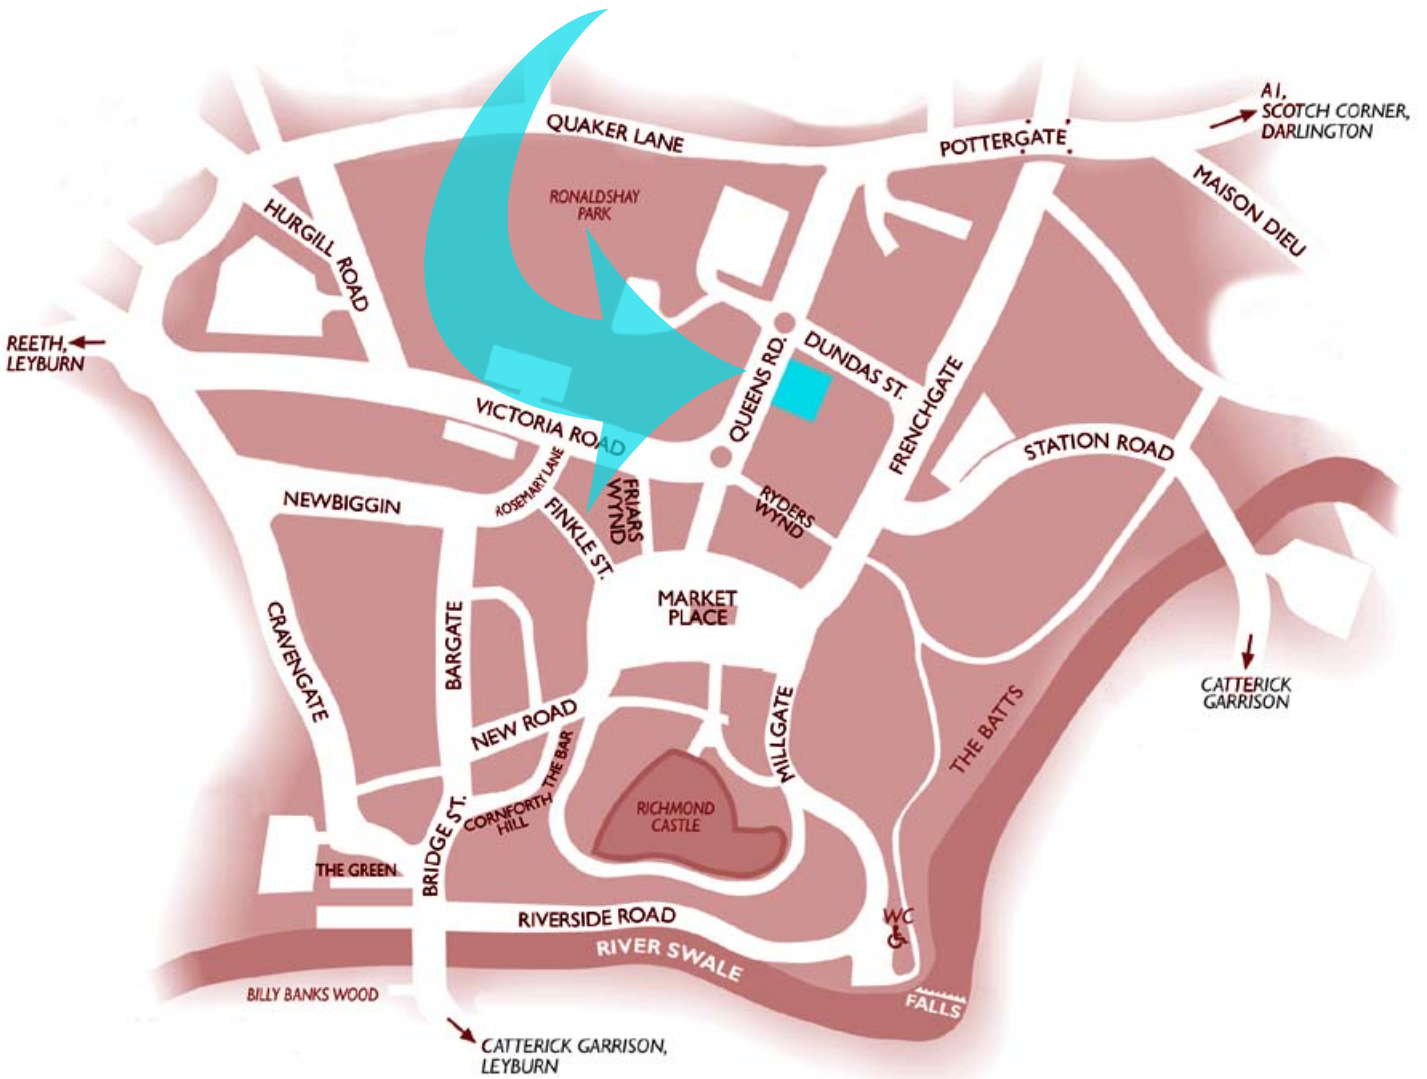 A1,
SCOTCH CORNER,
DARLINGTON
QUAKER LANE
POTTERGATE
MAISON DIEU
RONALDSHAY
PARK
HURGILL ROAD
REETH,
LEYBURN
DUNDAS ST.
QUEENS RD.
FRENCHGATE
VICTORIA ROAD
STATION ROAD
ROSEMARY LANE
NEWBIGGIN
FINKLE ST.
FRIARS
WYND
RYDERS
WYND
MARKET
PLACE
CRAVENGATE
BARGATE
CATTERICK
GARRISON
NEW ROAD
THE BAR
MILLGATE
THE BATTS
RICHMOND
CASTLE
CORNFORTH
HILL
BRIDGE ST.
THE GREEN
RIVERSIDE ROAD
WC
RIVER SWALE
BILLY BANKS WOOD
FALLS
CATTERICK GARRISON,
LEYBURN